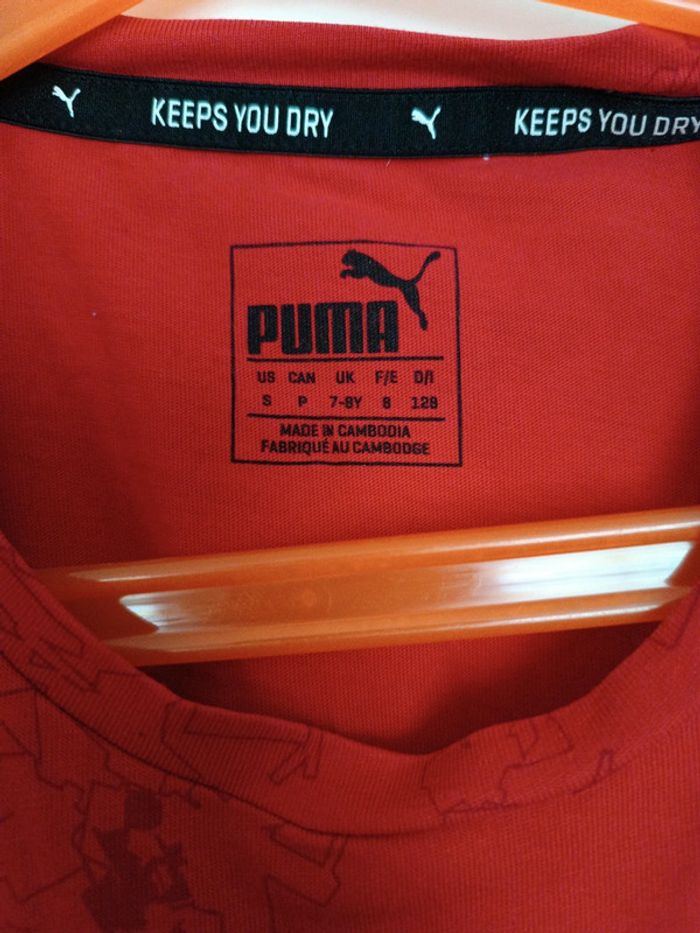 KEEPS YOU DRY KEEPS YOU DRY
PUMA
US CAN UK F/E D/I
S P 7-8Y 8 128
MADE IN CAMBODIA
FABRIQUÉ AU CAMBODGE